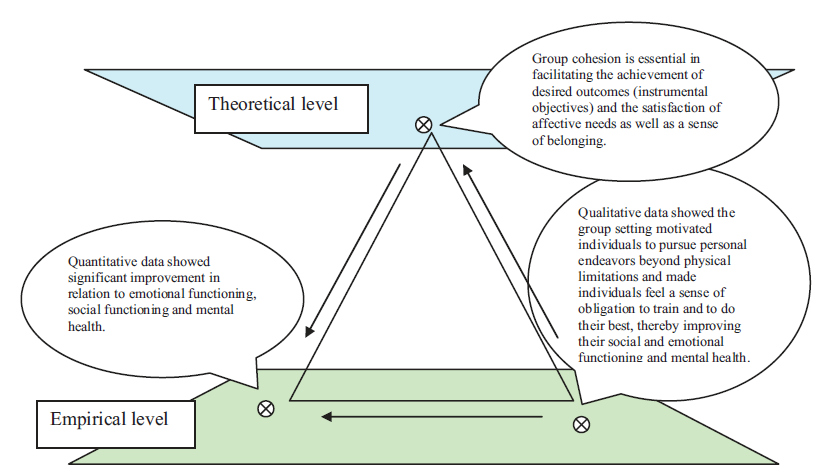 Theoretical level
Group cohesion is essential in
facilitating the achievement of
desired outcomes (instrumental
objectives) and the satisfaction of
affective needs as well as a sense
of belonging.
Quantitative data showed
significant improvement in
relation to emotional functioning,
social functioning and mental
health.
Qualitative data showed the
group setting motivated
individuals to pursue personal
endeavors beyond physical
limitations and made
individuals feel a sense of
obligation to train and to do
their best, thereby improving
their social and emotional
functioning and mental health.
Empirical level